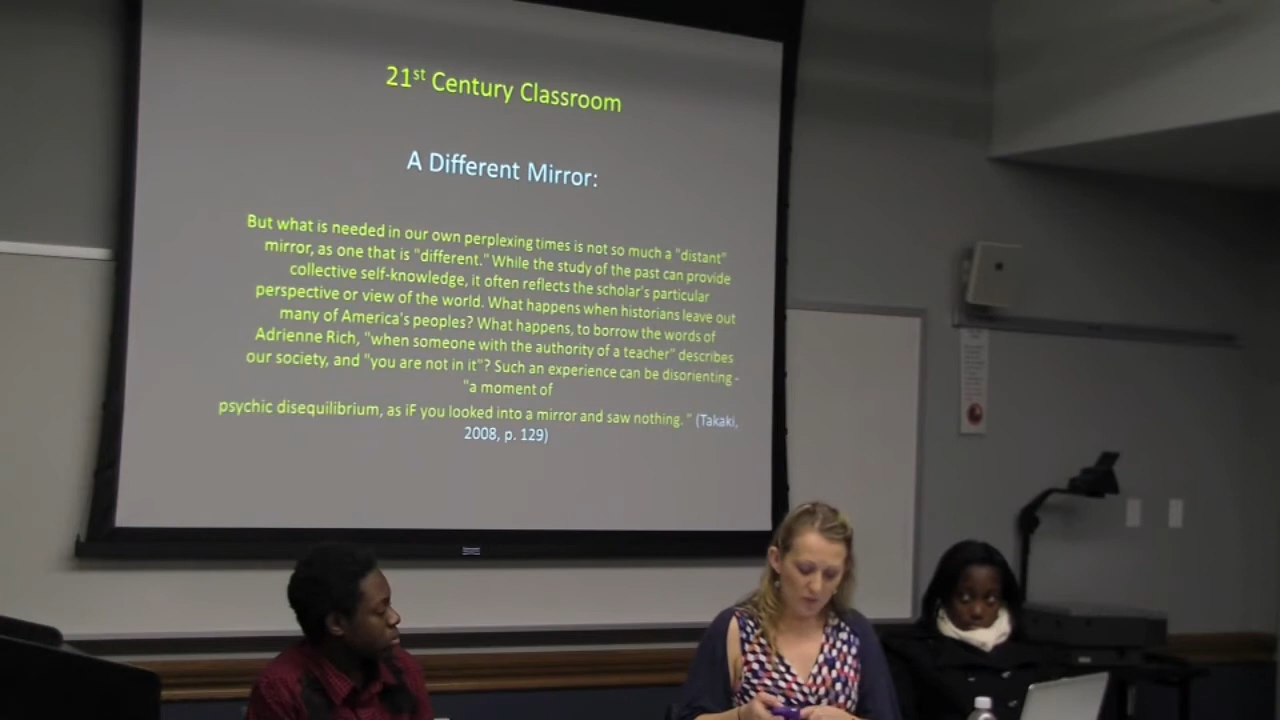 21st Century Classroom
A Different Mirror:
But what is needed in our own perplexing times is not so much a "distant"
mirror, as one that is "different." While the study of the past can provide
collective self-knowledge, it often reflects the scholar's particular
perspective or view of the world. What happens when historians leave out
many of America's peoples? What happens, to borrow the words of
Adrienne Rich, "when someone with the authority of a teacher" describes
our society, and "you are not in it"? Such an experience can be disorienting -
"a moment of
psychic disequilibrium, as iF you looked into a mirror and saw nothing. " (Takaki,
2008, p. 129)